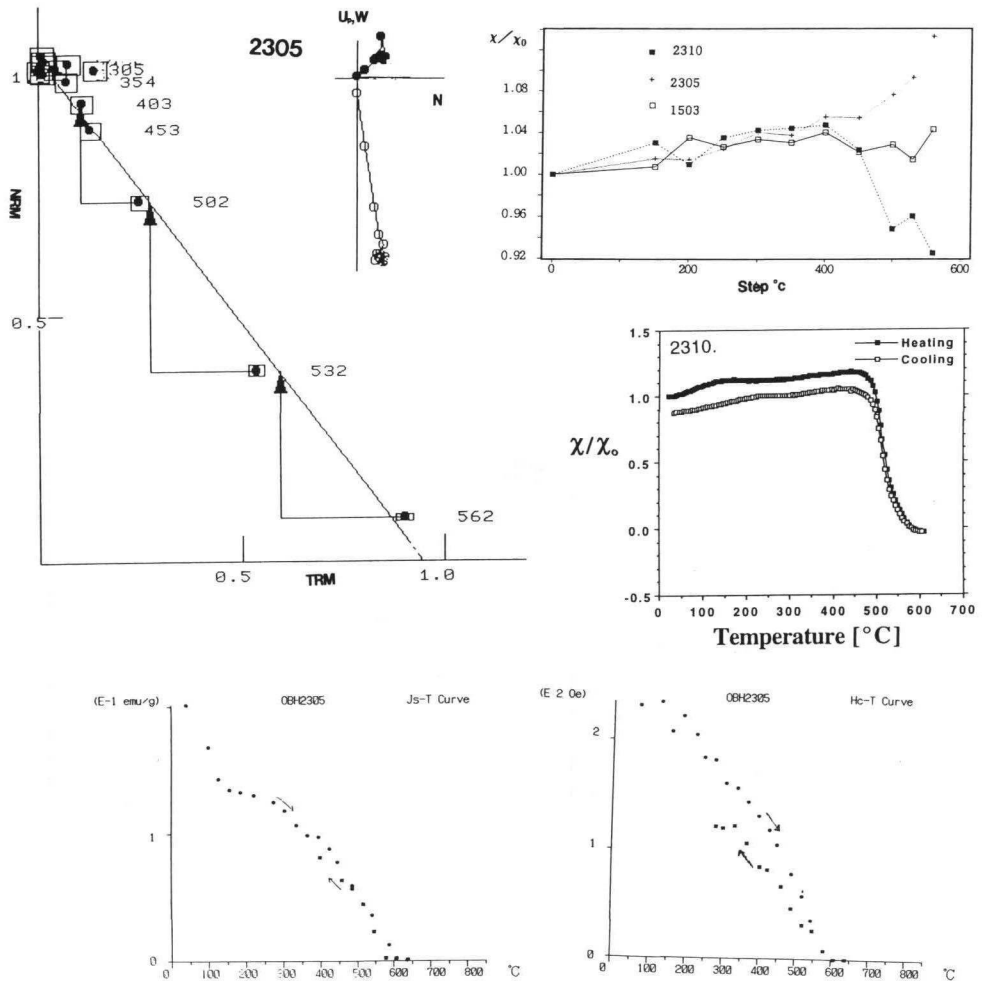 2305
U,W
N
1
305
354
403
453
502
532
562
NRM
0.5
0.5
1.0
TRM
χ/χ₀
2310
2305
1503
1.08
1.04
1.00
0.96
0.92
0
200
400
600
Step °c
1.5
1.0
0.5
0.0
-0.5
2310.
Heating
Cooling
χ/χₒ
0 100 200 300 400 500 600 700
Temperature [°C]
(E-1 emu/g)
OBH2305
Js-T Curve
1
0
0 100 200 300 400 500 600 700 800 °C
(E 2 Oe)
OBH2305
Hc-T Curve
2
1
0
0 100 200 300 400 500 600 700 800 °C